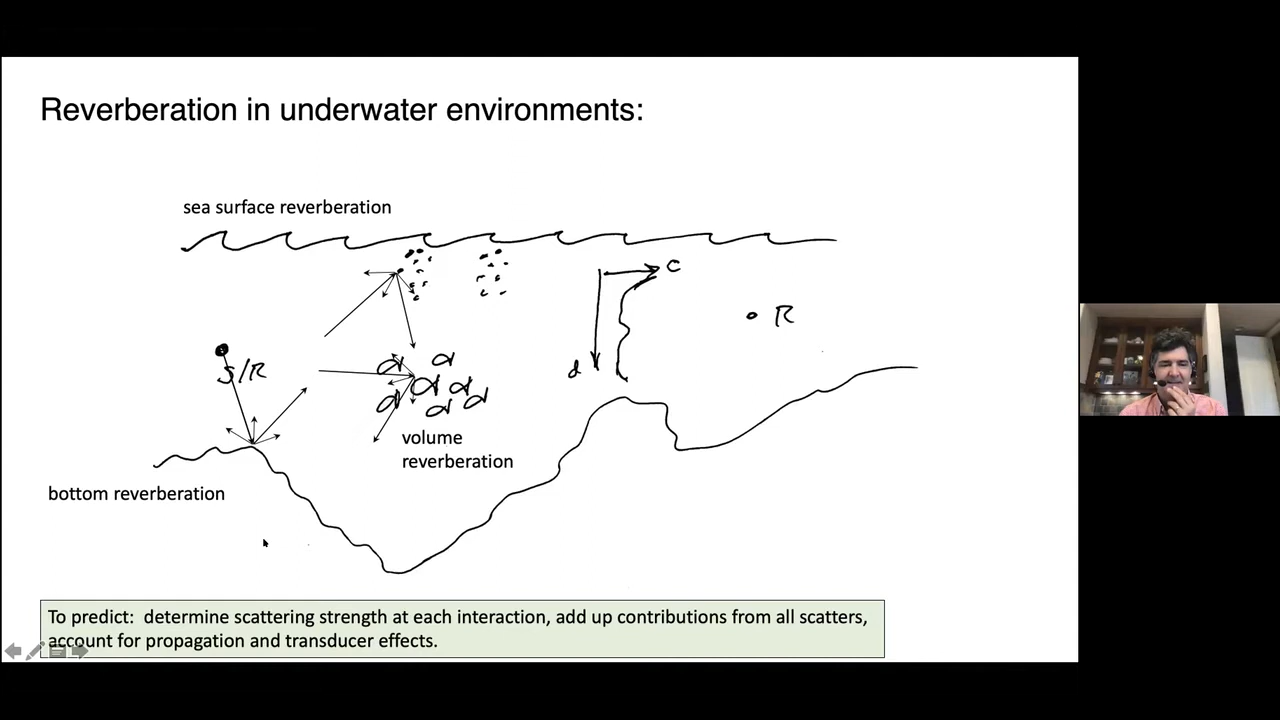 Reverberation in underwater environments:
sea surface reverberation
c
R
S/R
d
volume
reverberation
bottom reverberation
To predict:  determine scattering strength at each interaction, add up contributions from all scatters,
account for propagation and transducer effects.